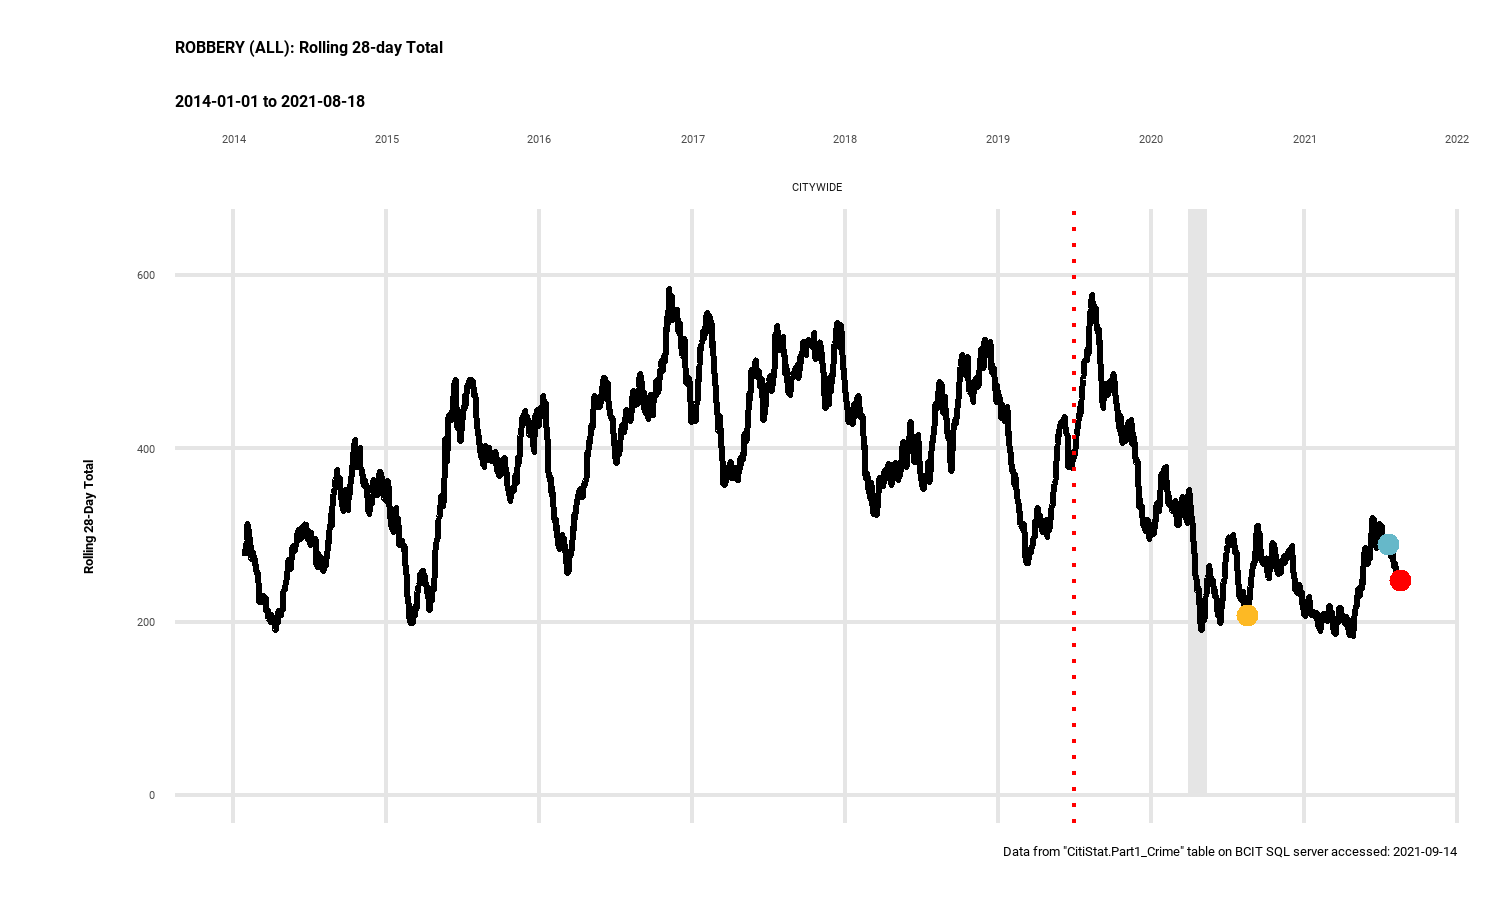 ROBBERY (ALL): Rolling 28-day Total
2014-01-01 to 2021-08-18
2014 2015 2016 2017 2018 2019 2020 2021 2022
CITYWIDE
600
400
200
0
Rolling 28-Day Total
Data from "CitiStat.Part1_Crime" table on BCIT SQL server accessed: 2021-09-14